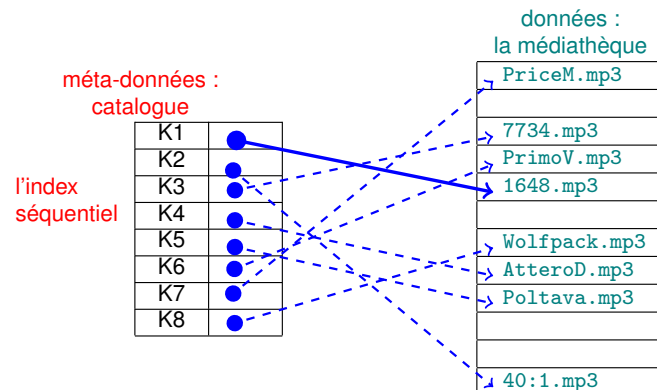 données :
la médiathèque
méta-données :
catalogue
l'index
séquentiel
K1
K2
K3
K4
K5
K6
K7
K8
PriceM.mp3
7734.mp3
PrimoV.mp3
1648.mp3
Wolfpack.mp3
AtteroD.mp3
Poltava.mp3
40:1.mp3